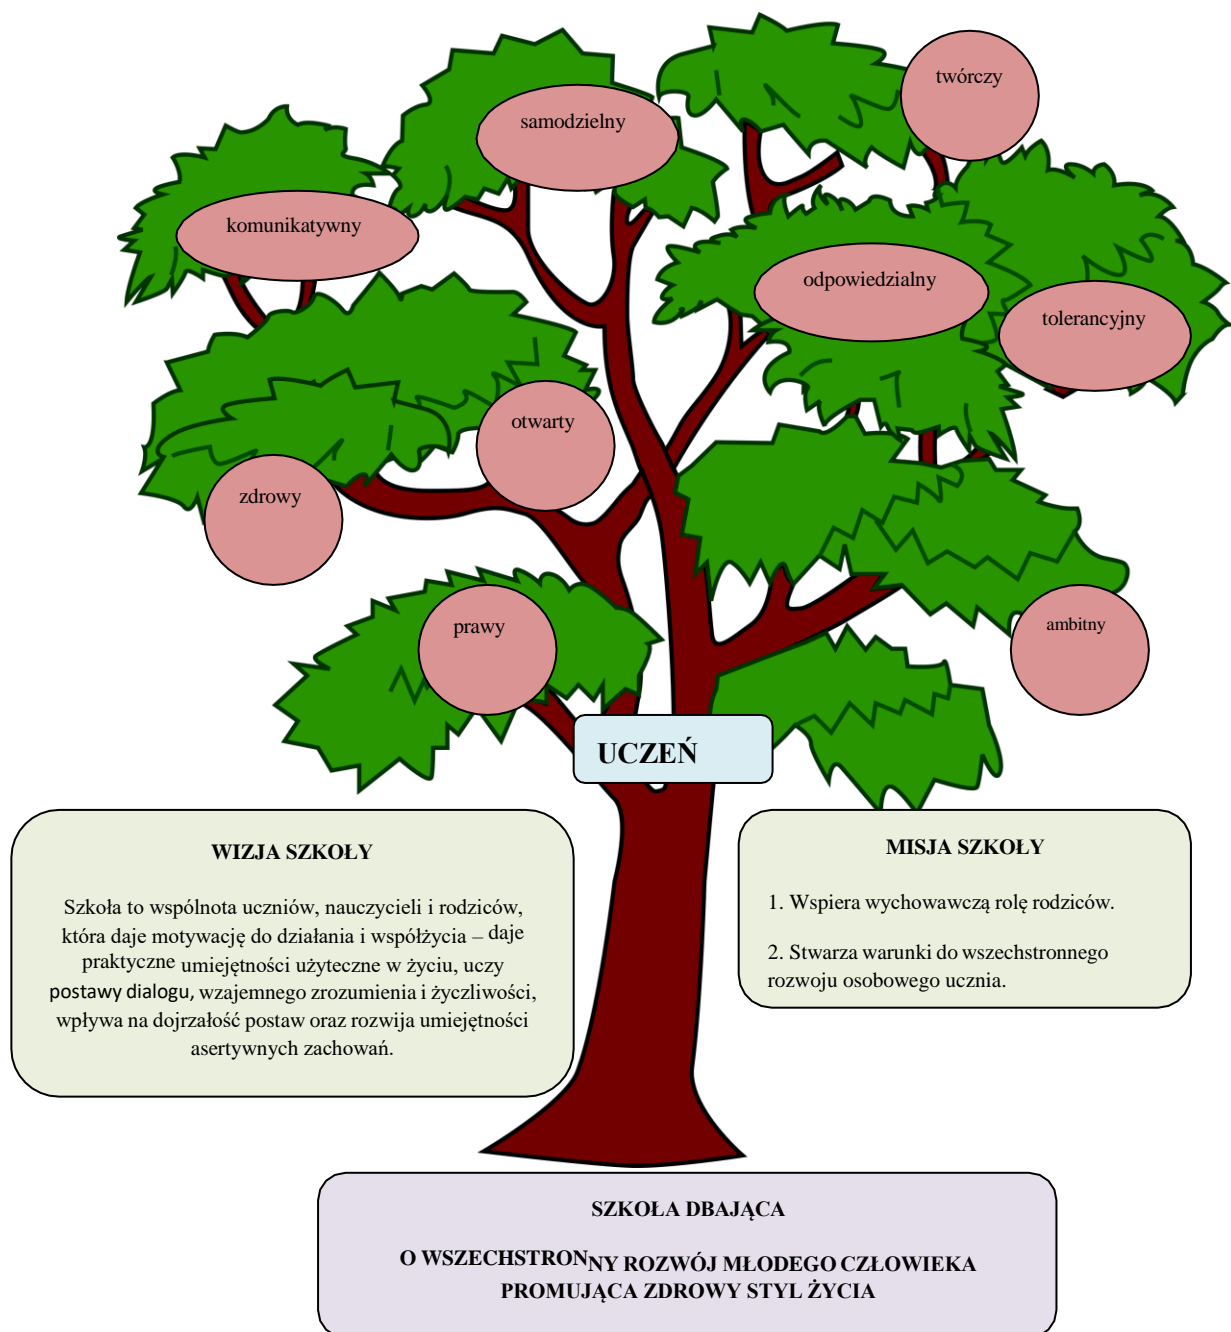 twórczy
samodzielny
komunikatywny
odpowiedzialny
tolerancyjny
otwarty
zdrowy
prawy
ambitny
UCZEŃ
WIZJA SZKOŁY
Szkoła to wspólnota uczniów, nauczycieli i rodziców,
która daje motywację do działania i współżycia – daje
praktyczne umiejętności użyteczne w życiu, uczy
postawy dialogu, wzajemnego zrozumienia i życzliwości,
wpływa na dojrzałość postaw oraz rozwija umiejętności
asertywnych zachowań.
MISJA SZKOŁY
1. Wspiera wychowawczą rolę rodziców.
2. Stwarza warunki do wszechstronnego
rozwoju osobowego ucznia.
SZKOŁA DBAJĄCA
O WSZECHSTRONNY ROZWÓJ MŁODEGO CZŁOWIEKA
PROMUJĄCA ZDROWY STYL ŻYCIA